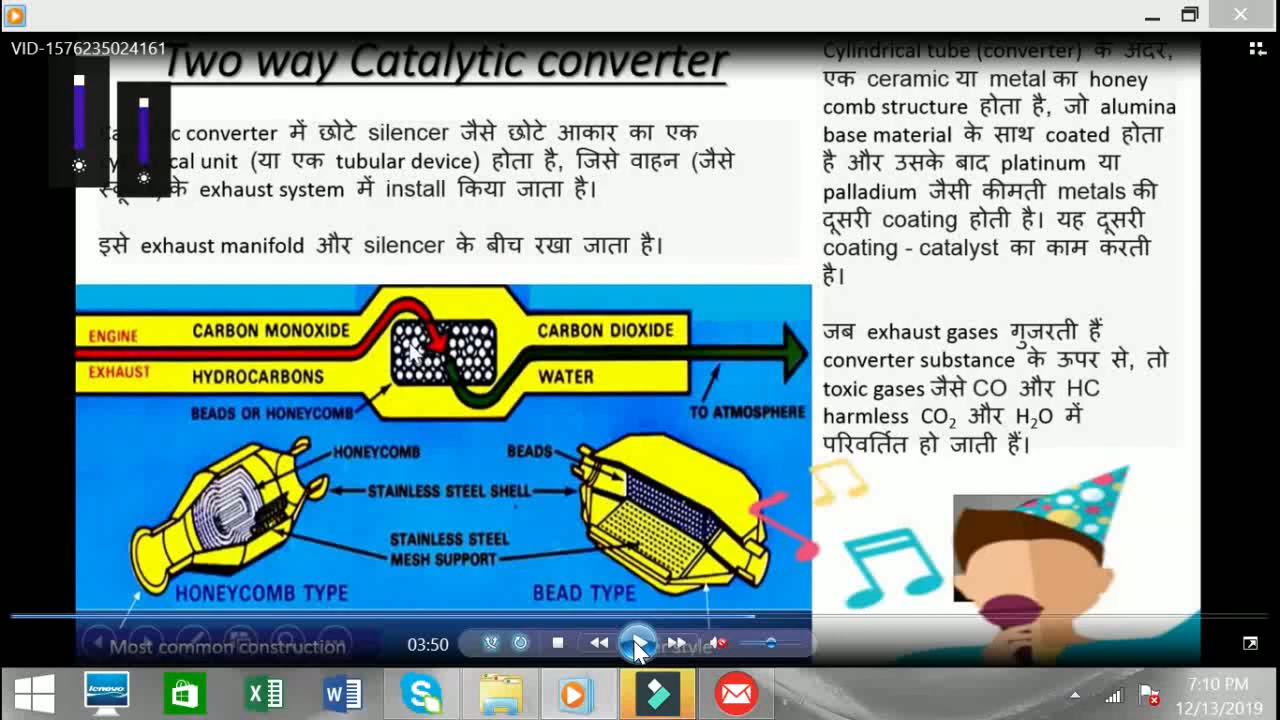 VID-1576235024161
Two way Catalytic converter
converter में छोटे silencer जैसे छोटे आकार का एक
unit (या एक tubular device) होता है, जिसे वाहन (जैसे
के exhaust system में install किया जाता है।
इसे exhaust manifold और silencer के बीच रखा जाता है।
Cylindrical tube (converter) के अंदर,
एक ceramic या metal का honey
comb structure होता है, जो alumina
base material के साथ coated होता
है और उसके बाद platinum या
palladium जैसी कीमती metals की
दूसरी coating होती है। यह दूसरी
coating - catalyst का काम करती
है।
जब exhaust gases गुजरती हैं
converter substance के ऊपर से, तो
toxic gases जैसे CO और HC
harmless CO₂ और H₂O में
परिवर्तित हो जाती हैं।
ENGINE
EXHAUST
CARBON MONOXIDE
HYDROCARBONS
CARBON DIOXIDE
WATER
BEADS OR HONEYCOMB
TO ATMOSPHERE
HONEYCOMB
BEADS
STAINLESS STEEL SHELL
STAINLESS STEEL
MESH SUPPORT
HONEYCOMB TYPE
BEAD TYPE
Most common construction
style
03:50
lenovo
7:10 PM
12/13/2019